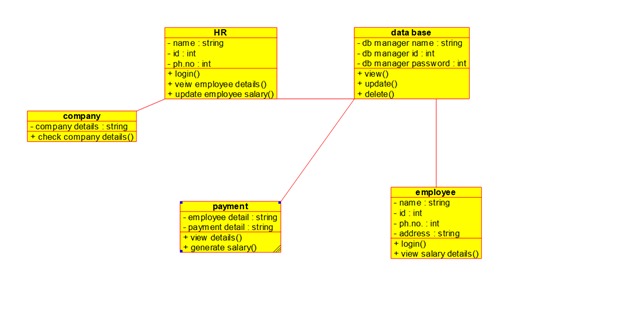 HR
- name : string
- id : int
- ph.no : int
+ login()
+ veiw employee details()
+ update employee salary()
data base
- db manager name : string
- db manager id : int
- db manager password : int
+ view()
+ update()
+ delete()
company
- company details : string
+ check company details()
payment
- employee detail : string
- payment detail : string
+ view details()
+ generate salary()
employee
- name : string
- id : int
- ph.no. : int
- address : string
+ login()
+ view salary details()